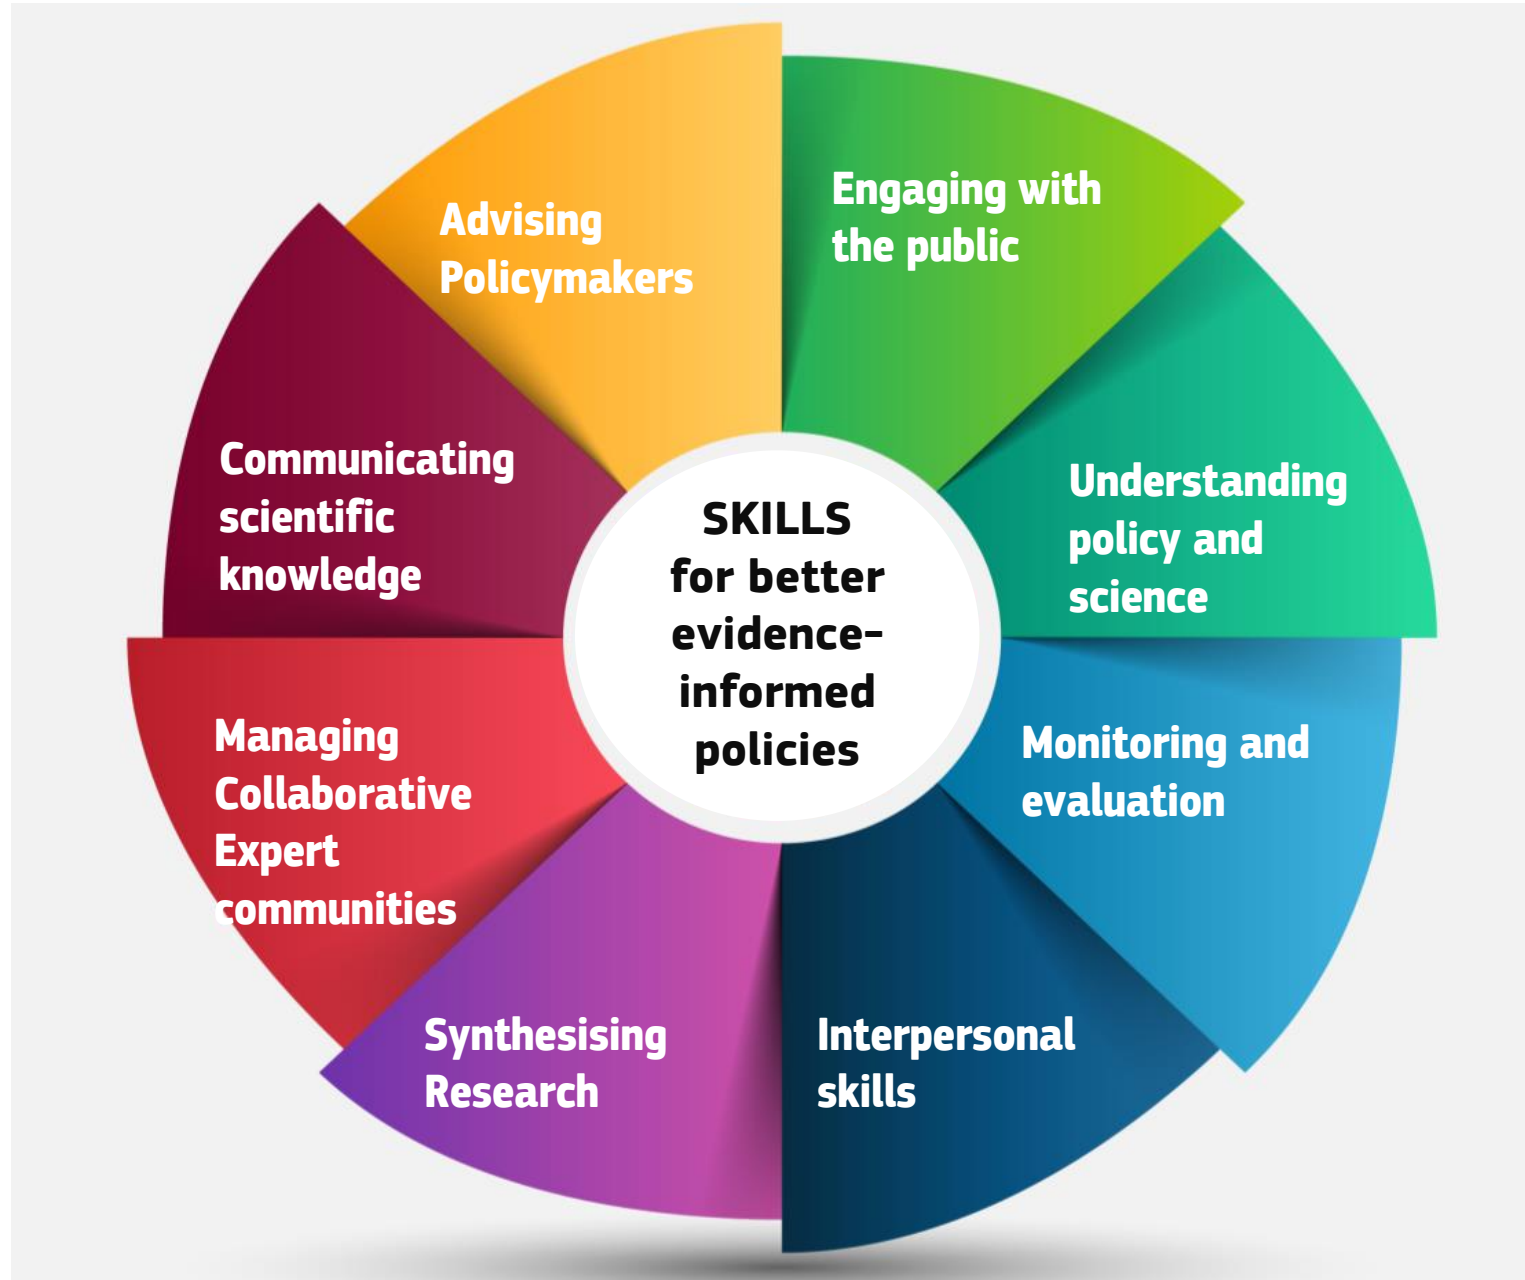 Advising
Policymakers
Engaging with
the public
Understanding
policy and
science
Monitoring and
evaluation
Interpersonal
skills
Synthesising
Research
Managing
Collaborative
Expert
communities
Communicating
scientific
knowledge
SKILLS
for better
evidence-
informed
policies